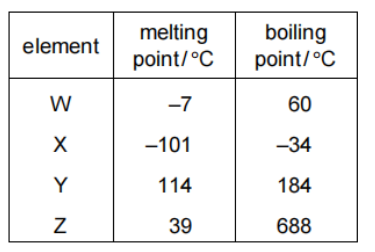 element melting point/°C boiling point/°C
W –7 60
X –101 –34
Y 114 184
Z 39 688